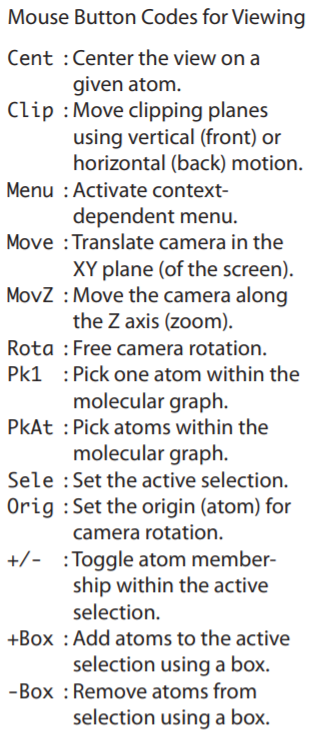 Mouse Button Codes for Viewing
Cent : Center the view on a
given atom.
Clip : Move clipping planes
using vertical (front) or
horizontal (back) motion.
Menu : Activate context-
dependent menu.
Move : Translate camera in the
XY plane (of the screen).
MovZ : Move the camera along
the Z axis (zoom).
Rota : Free camera rotation.
Pk1 : Pick one atom within the
molecular graph.
PkAt : Pick atoms within the
molecular graph.
Sele : Set the active selection.
Orig : Set the origin (atom) for
camera rotation.
+/- : Toggle atom member-
ship within the active
selection.
+Box : Add atoms to the active
selection using a box.
-Box : Remove atoms from
selection using a box.